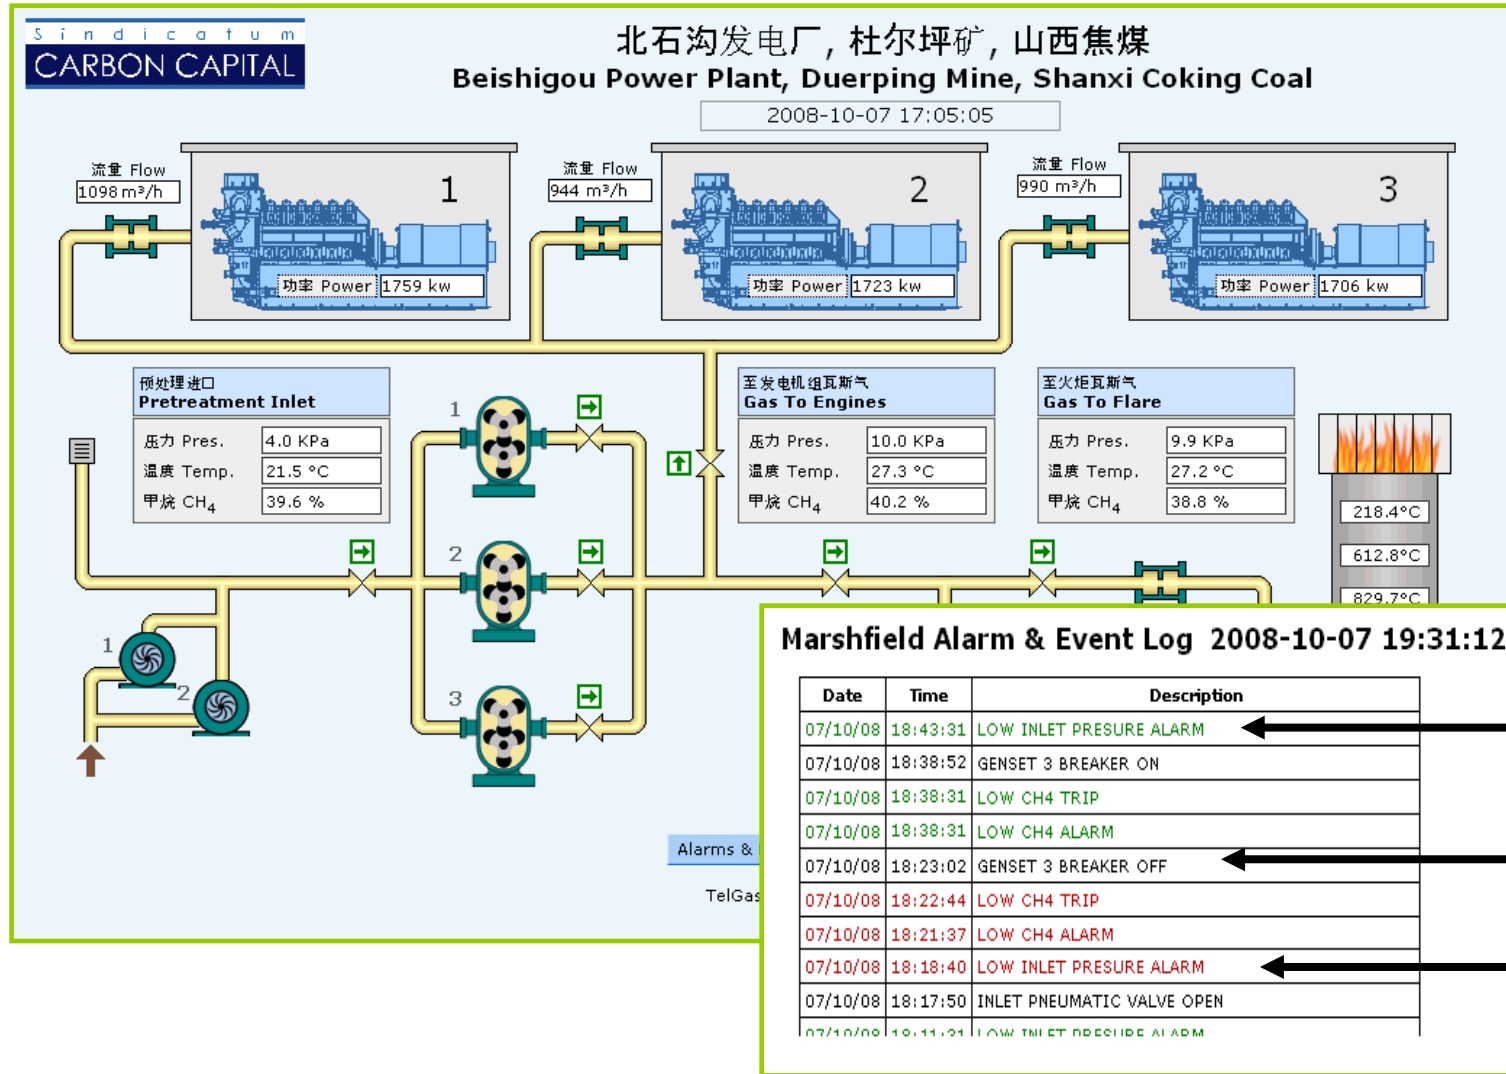 Sindicatum
CARBON CAPITAL
北石沟发电厂, 杜尔坪矿, 山西焦煤
Beishigou Power Plant, Duerping Mine, Shanxi Coking Coal
2008-10-07 17:05:05
流量 Flow
1098 m³/h
1
功率 Power 1759 kw
流量 Flow
944 m³/h
2
功率 Power 1723 kw
流量 Flow
990 m³/h
3
功率 Power 1706 kw
预处理进口
Pretreatment Inlet
压力 Pres. 4.0 KPa
温度 Temp. 21.5 °C
甲烷 CH₄ 39.6 %
1
2
3
至发电机组瓦斯气
Gas To Engines
压力 Pres. 10.0 KPa
温度 Temp. 27.3 °C
甲烷 CH₄ 40.2 %
至火炬瓦斯气
Gas To Flare
压力 Pres. 9.9 KPa
温度 Temp. 27.2 °C
甲烷 CH₄ 38.8 %
218.4°C
612.8°C
829.7°C
1
2
Alarms &
TelGas
Marshfield Alarm & Event Log 2008-10-07 19:31:12
Date Time Description
07/10/08 18:43:31 LOW INLET PRESURE ALARM
07/10/08 18:38:52 GENSET 3 BREAKER ON
07/10/08 18:38:31 LOW CH4 TRIP
07/10/08 18:38:31 LOW CH4 ALARM
07/10/08 18:23:02 GENSET 3 BREAKER OFF
07/10/08 18:22:44 LOW CH4 TRIP
07/10/08 18:21:37 LOW CH4 ALARM
07/10/08 18:18:40 LOW INLET PRESURE ALARM
07/10/08 18:17:50 INLET PNEUMATIC VALVE OPEN
07/10/08 18:11:31 LOW INLET PRESURE ALARM